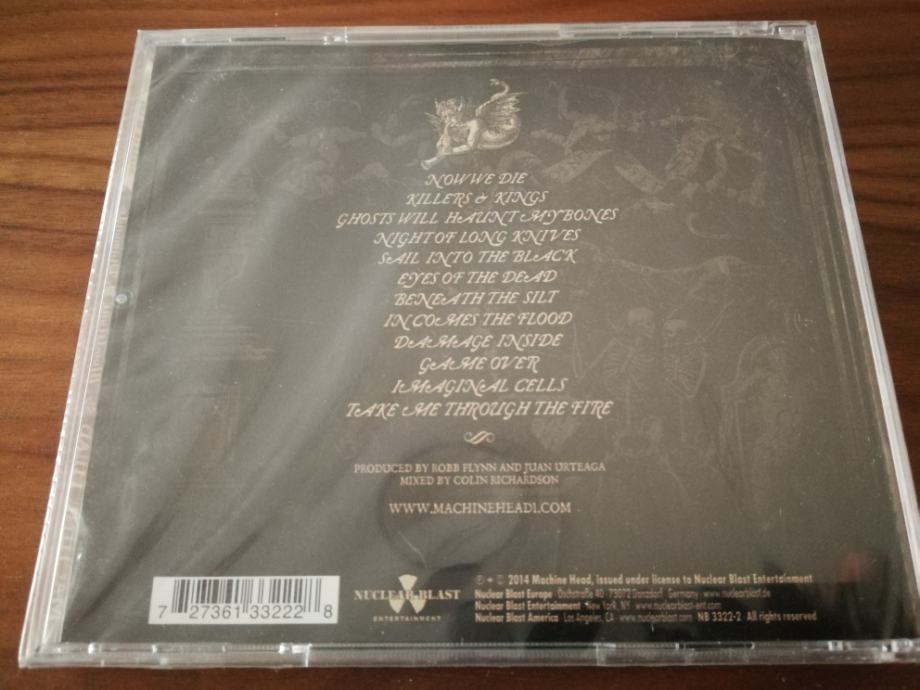 NOW WE DIE
KILLERS & KINGS
GHOSTS WILL HAUNT MY BONES
NIGHT OF LONG KNIVES
SAIL INTO THE BLACK
EYES OF THE DEAD
BENEATH THE SILT
IN COMES THE FLOOD
DAMAGE INSIDE
GAME OVER
IMAGINAL CELLS
TAKE ME THROUGH THE FIRE
PRODUCED BY ROBB FLYNN AND JUAN URTEAGA
MIXED BY COLIN RICHARDSON
WWW.MACHINEHEAD1.COM
7 27361 33222 8
NUCLEAR BLAST
ENTERTAINMENT
℗ + © 2014 Machine Head, issued under license to Nuclear Blast Entertainment
Nuclear Blast Europe · Oeschstraße 40 · 73072 Donzdorf · Germany · www.nuclearblast.de
Nuclear Blast Entertainment · New York, NY · www.nuclearblast-ent.com
Nuclear Blast America · Los Angeles, CA · www.nuclearblast.com · NB 3322-2 · All rights reserved